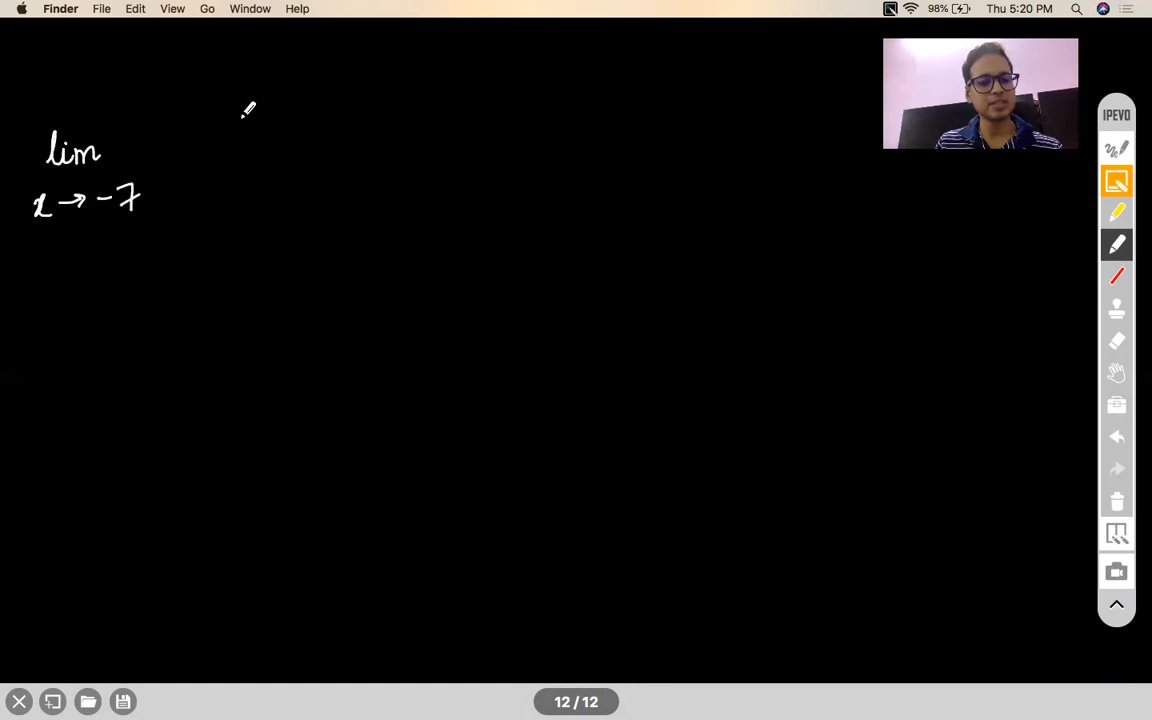 Finder File Edit View Go Window Help 98% Thu 5:20 PM
IPEVO
lim
x → -7
12 / 12